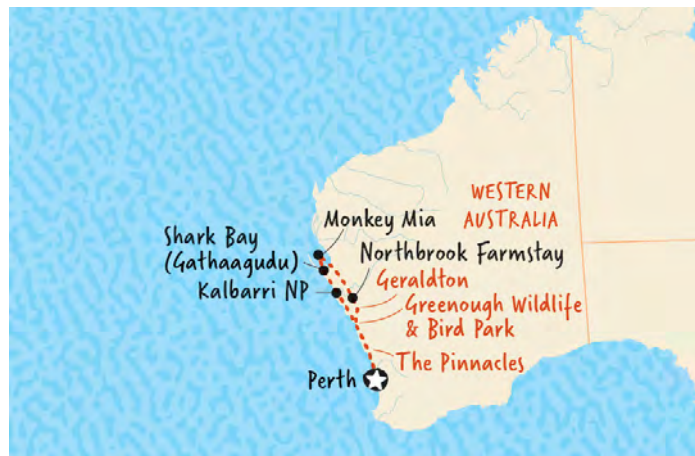 WESTERN
AUSTRALIA
Monkey Mia
Shark Bay
(Gathaagudu)
Northbrook Farmstay
Kalbarri NP
Geraldton
Greenough Wildlife
& Bird Park
The Pinnacles
Perth